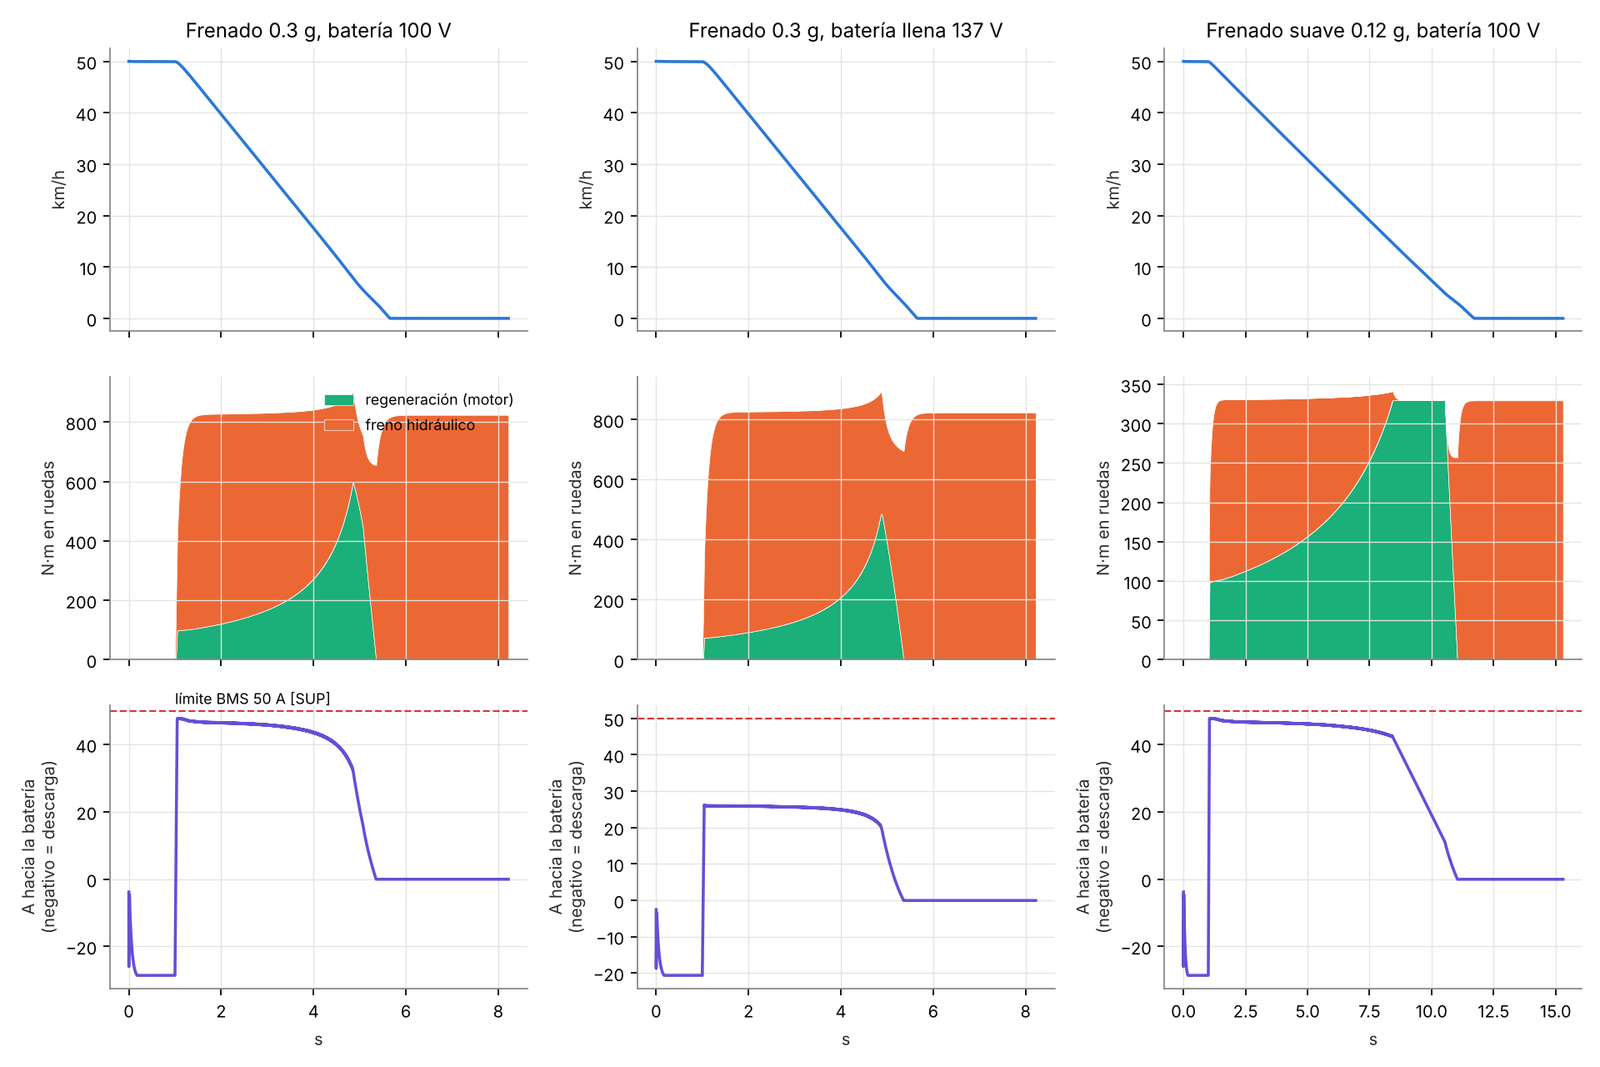 Frenado 0.3 g, batería 100 V
Frenado 0.3 g, batería llena 137 V
Frenado suave 0.12 g, batería 100 V
km/h
50
40
30
20
10
0
km/h
50
40
30
20
10
0
km/h
50
40
30
20
10
0
N·m en ruedas
800
600
400
200
0
regeneración (motor)
freno hidráulico
N·m en ruedas
800
600
400
200
0
N·m en ruedas
350
300
250
200
150
100
50
0
límite BMS 50 A [SUP]
A hacia la batería
(negativo = descarga)
40
20
0
−20
0 2 4 6 8
s
A hacia la batería
(negativo = descarga)
50
40
30
20
10
0
−10
−20
0 2 4 6 8
s
A hacia la batería
(negativo = descarga)
40
20
0
−20
0.0 2.5 5.0 7.5 10.0 12.5 15.0
s